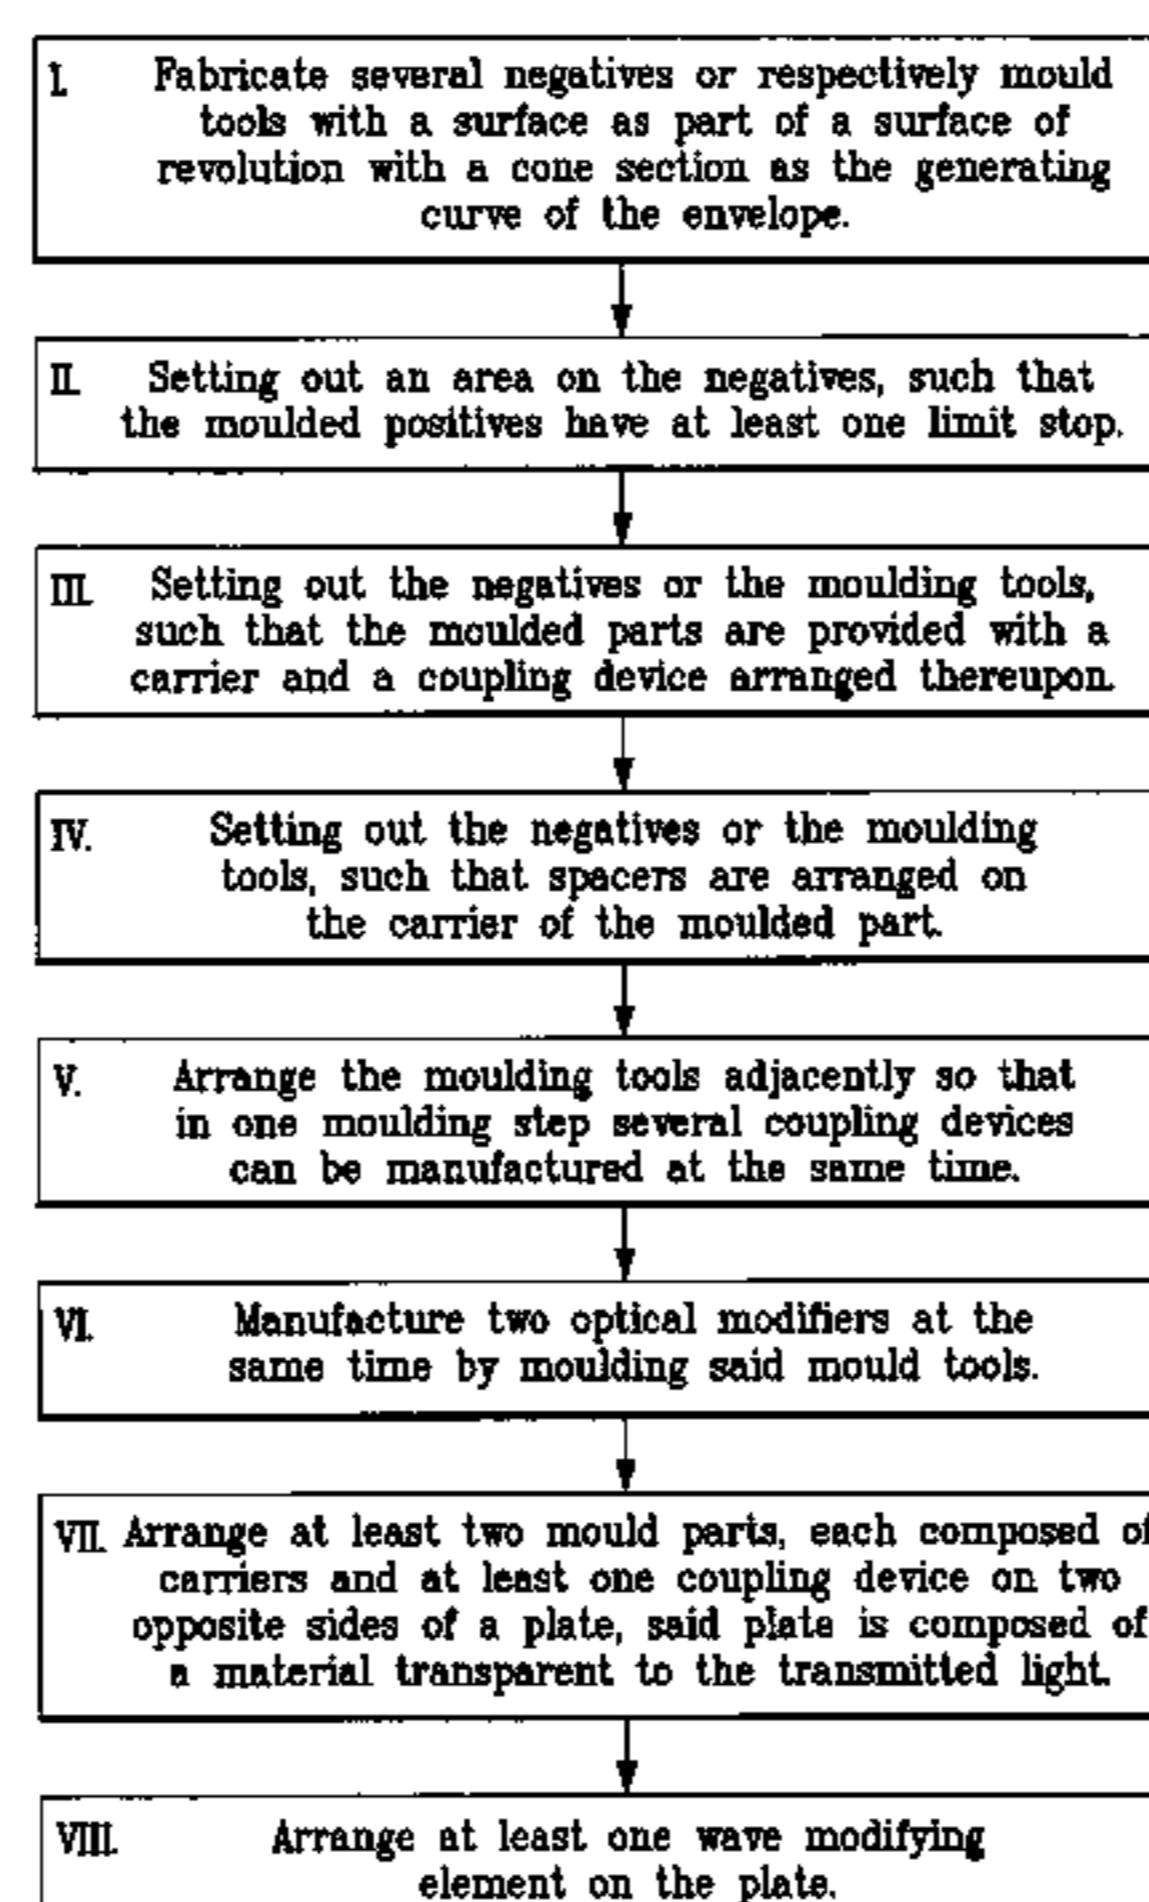 I. Fabricate several negatives or respectively mould
tools with a surface as part of a surface of
revolution with a cone section as the generating
curve of the envelope.
II. Setting out an area on the negatives, such that
the moulded positives have at least one limit stop.
III. Setting out the negatives or the moulding tools,
such that the moulded parts are provided with a
carrier and a coupling device arranged thereupon.
IV. Setting out the negatives or the moulding
tools, such that spacers are arranged on
the carrier of the moulded part.
V. Arrange the moulding tools adjacently so that
in one moulding step several coupling devices
can be manufactured at the same time.
VI. Manufacture two optical modifiers at the
same time by moulding said mould tools.
VII. Arrange at least two mould parts, each composed of
carriers and at least one coupling device on two
opposite sides of a plate, said plate is composed of
a material transparent to the transmitted light.
VIII. Arrange at least one wave modifying
element on the plate.